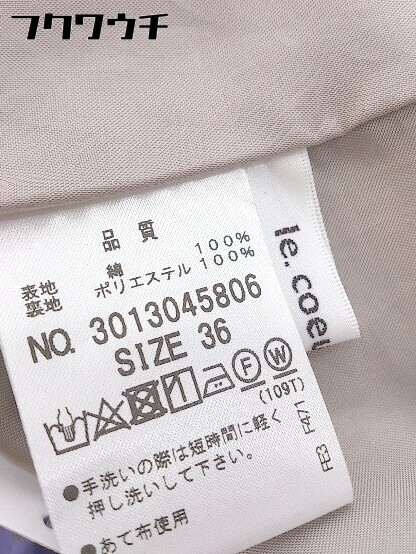 フクワウチ
品質
表地 綿 100%
裏地 ポリエステル 100%
NO. 3013045806
SIZE 36
F W
(109T)
●手洗いの際は短時間に軽く
押し洗いして下さい。
●あて布使用
le.coeu